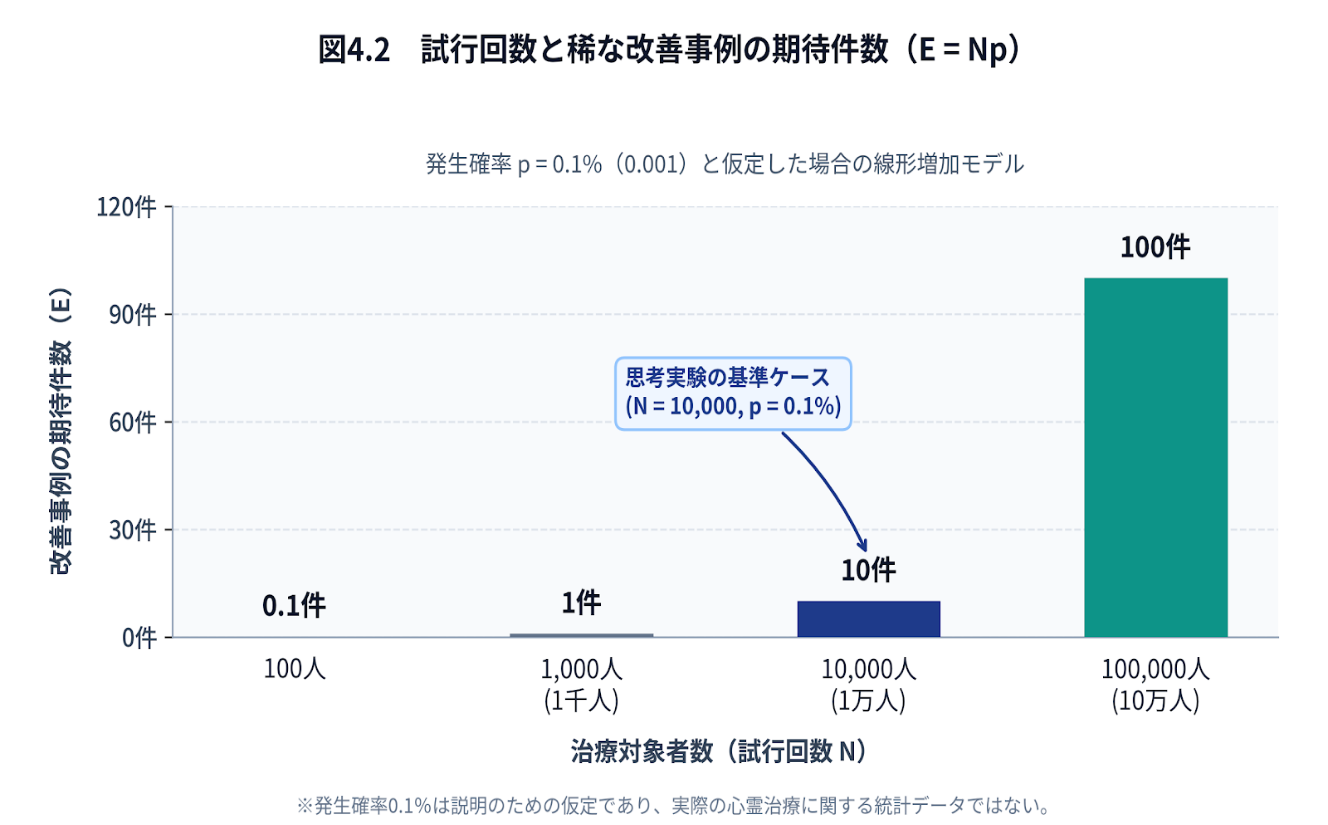 図4.2　試行回数と稀な改善事例の期待件数（E = Np）
発生確率 p = 0.1%（0.001）と仮定した場合の線形増加モデル
改善事例の期待件数（E）
120件
90件
60件
30件
0件
思考実験の基準ケース
(N = 10,000, p = 0.1%)
0.1件
1件
10件
100件
100人
1,000人
(1千人)
10,000人
(1万人)
100,000人
(10万人)
治療対象者数（試行回数 N）
※発生確率0.1%は説明のための仮定であり、実際の心霊治療に関する統計データではない。